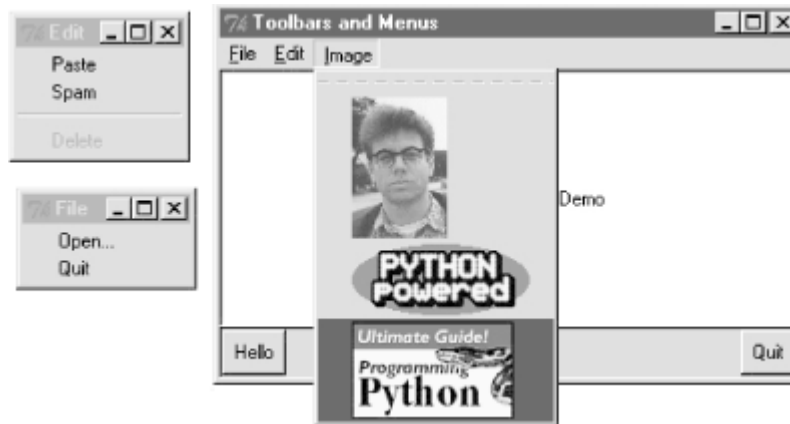 Edit
Paste
Spam
Delete
File
Open...
Quit
Toolbars and Menus
File Edit Image
Demo
PYTHON
Powered
Ultimate Guide!
Programming
Python
Hello
Quit